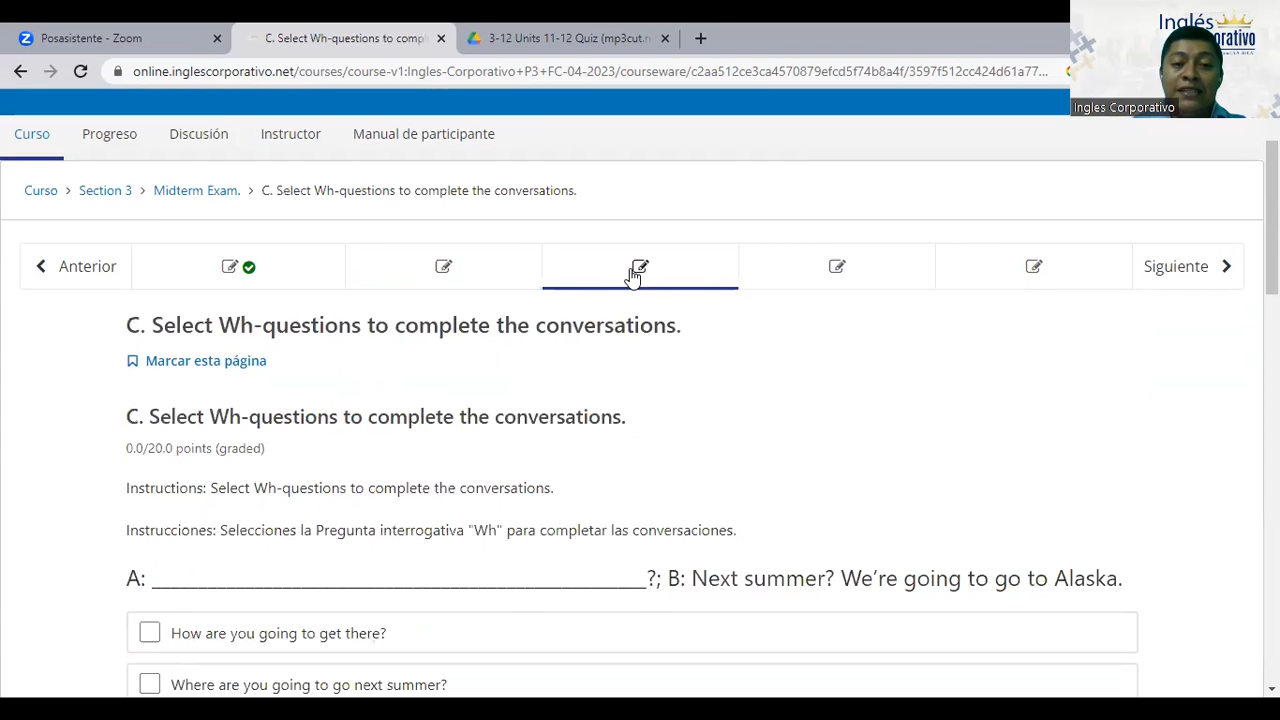 Posasistente - Zoom
C. Select Wh-questions to comp
3-12 Units 11-12 Quiz (mp3cut.n
online.inglescorporativo.net/courses/course-v1:Ingles-Corporativo+P3+FC-04-2023/courseware/c2aa512ce3ca4570879efcd5f74b8a4f/3597f512cc424d61a77...
Inglés
Ingles Corporativo
Curso
Progreso
Discusión
Instructor
Manual de participante
Curso > Section 3 > Midterm Exam. > C. Select Wh-questions to complete the conversations.
Anterior
Siguiente
C. Select Wh-questions to complete the conversations.
Marcar esta página
C. Select Wh-questions to complete the conversations.
0.0/20.0 points (graded)
Instructions: Select Wh-questions to complete the conversations.
Instrucciones: Selecciones la Pregunta interrogativa "Wh" para completar las conversaciones.
A: ________________________________________?; B: Next summer? We’re going to go to Alaska.
How are you going to get there?
Where are you going to go next summer?